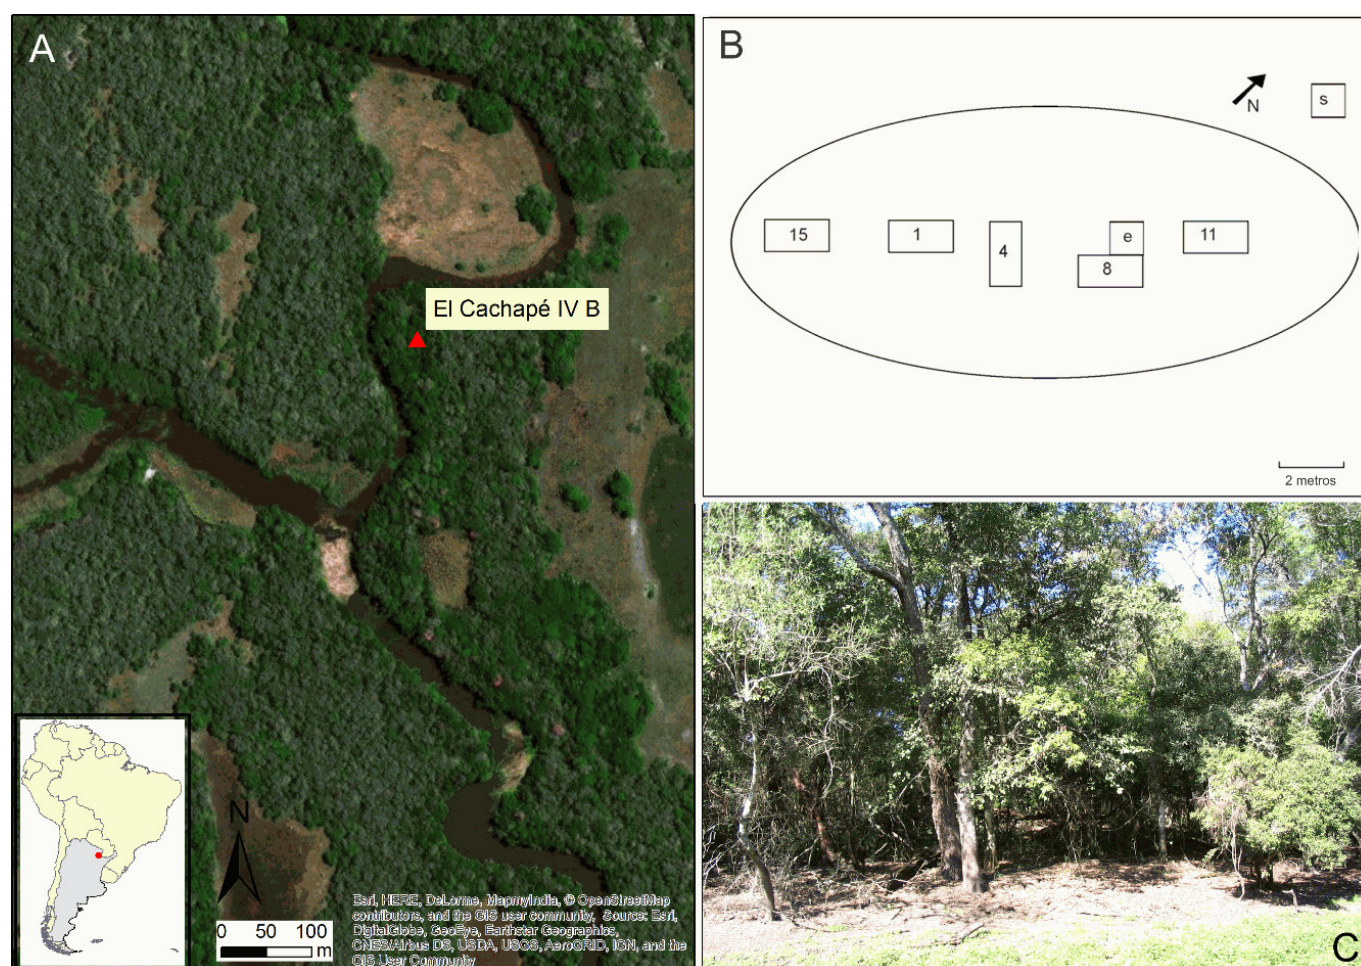 A
El Cachapé IV B
N
0 50 100
m
Esri, HERE, DeLorme, MapmyIndia, © OpenStreetMap
contributors, and the GIS user community, Source: Esri,
DigitalGlobe, GeoEye, Earthstar Geographics,
CNES/Airbus DS, USDA, USGS, AeroGRID, IGN, and the
GIS User Community
B
N
s
15
1
4
e
8
11
2 metros
C